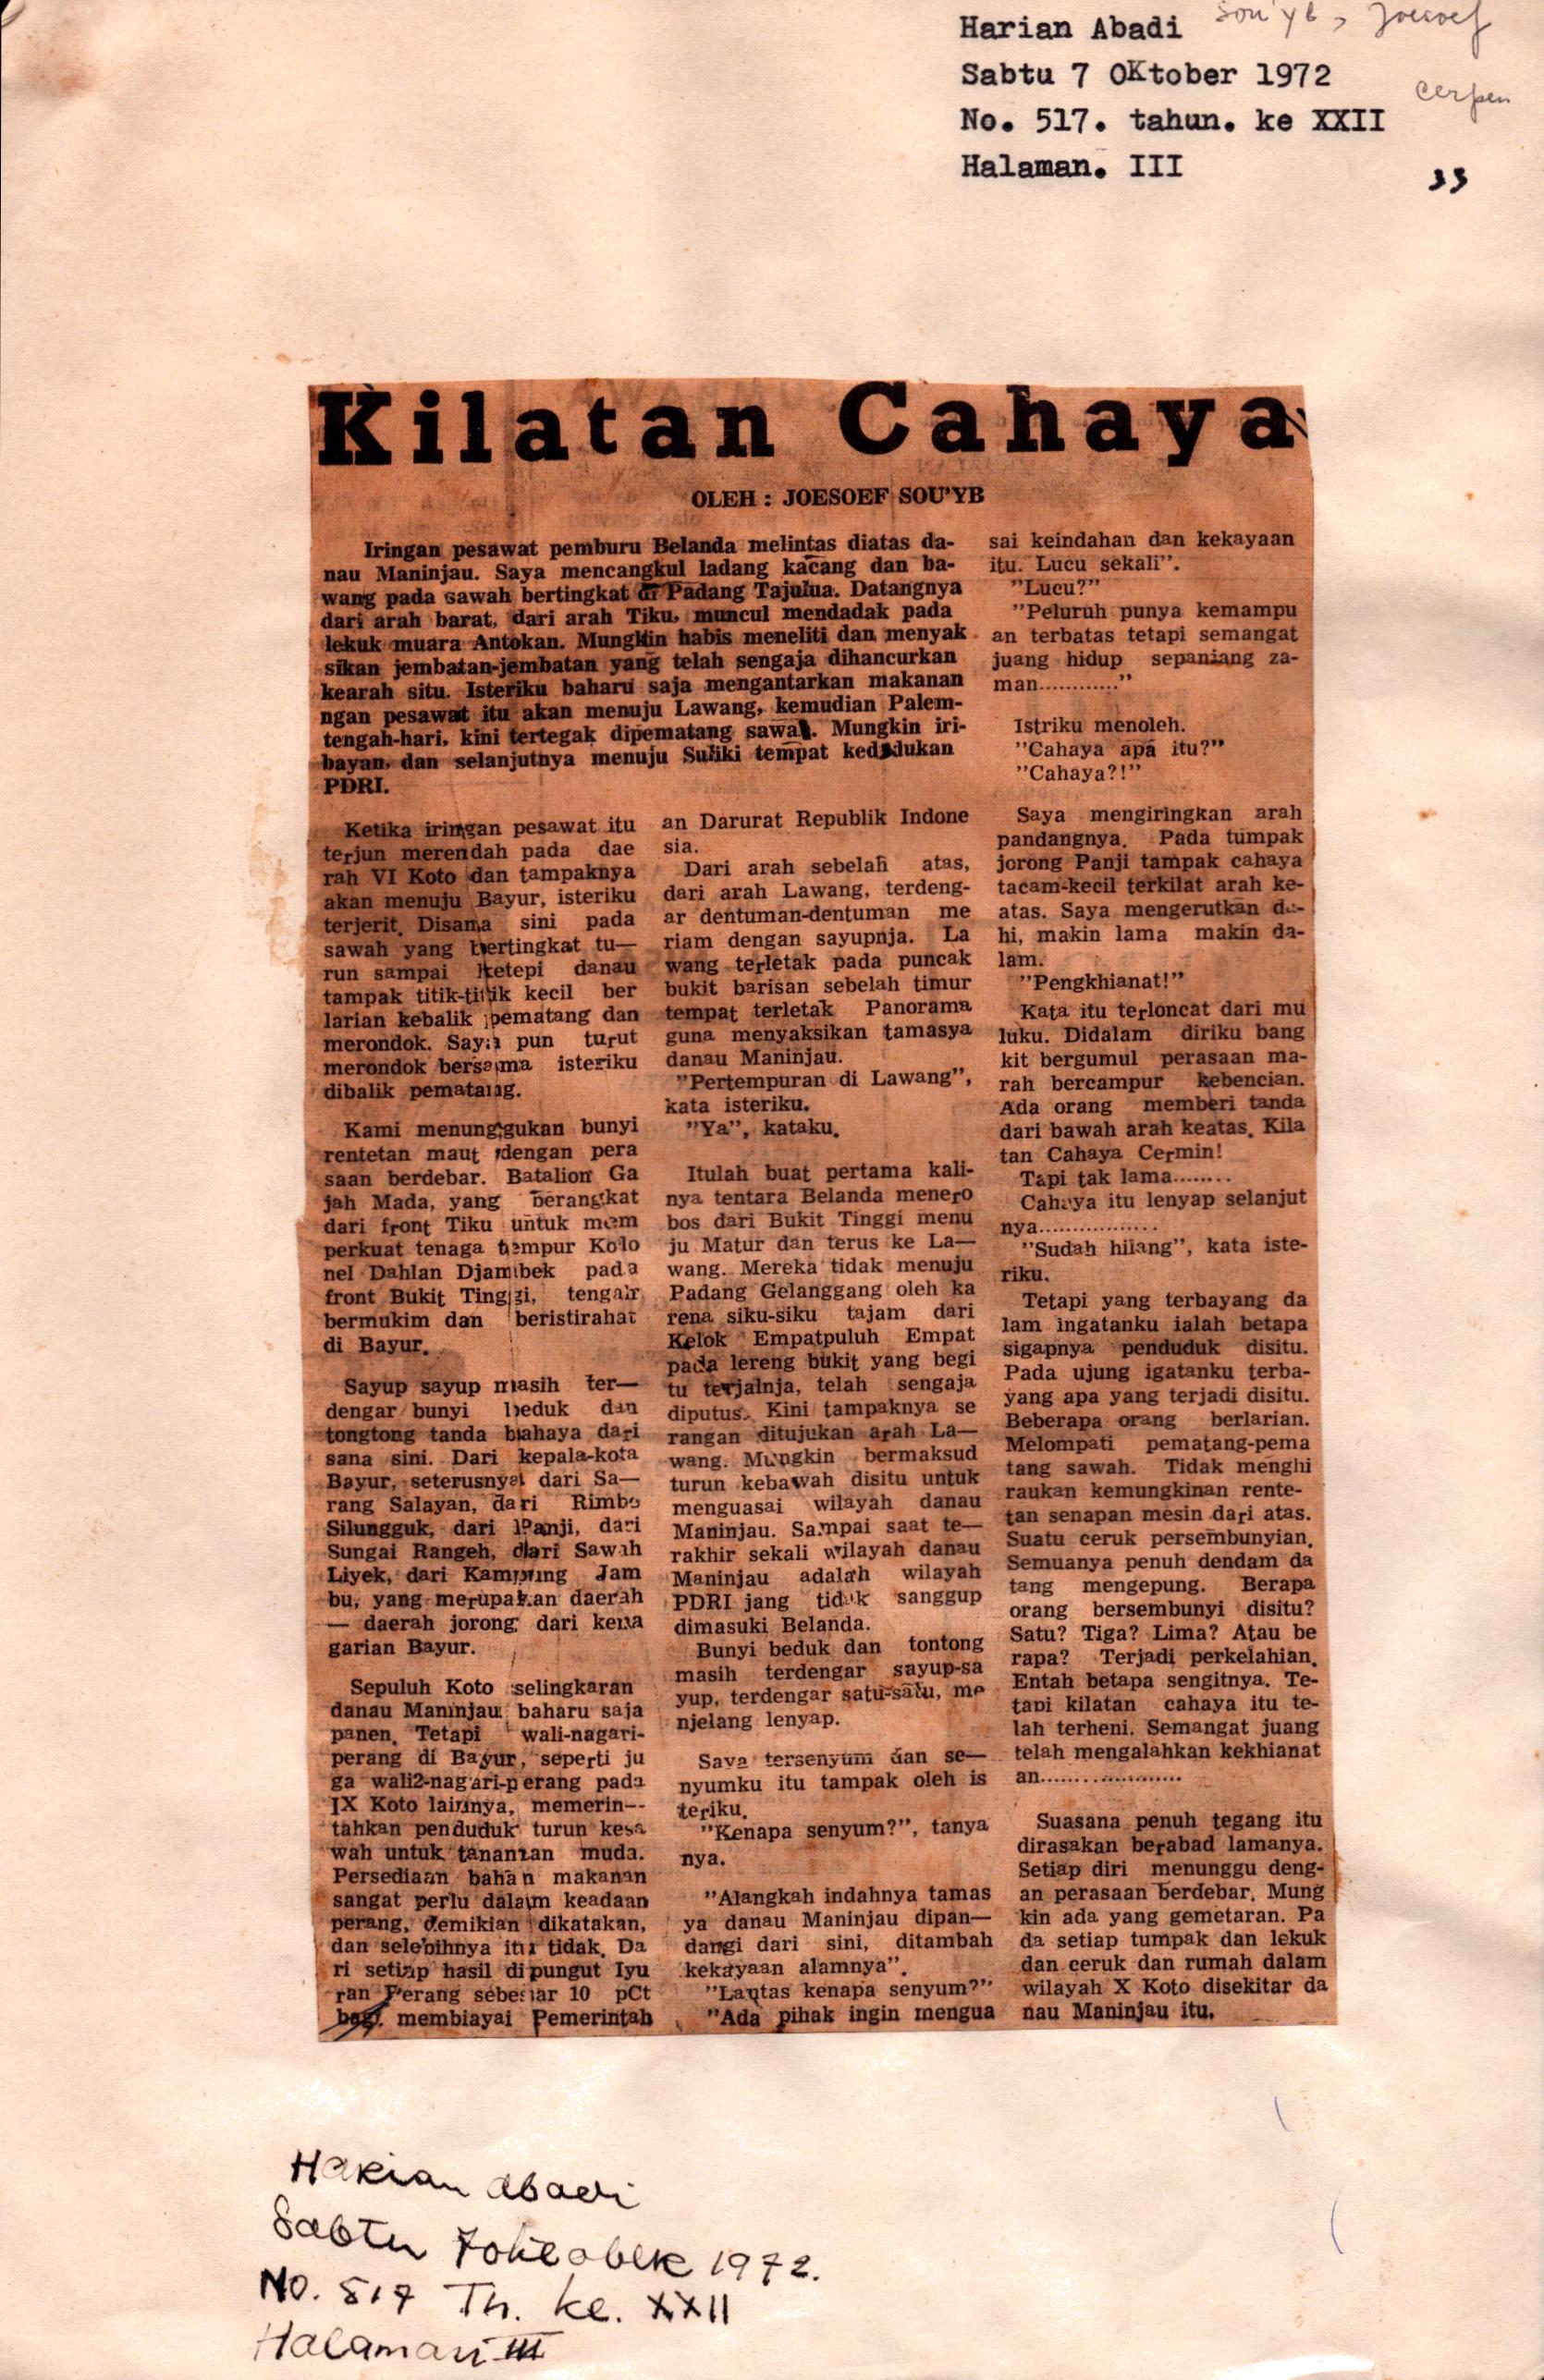 Harian Abadi
Sou'yb, Joesoef
Sabtu 7 OKtober 1972
cerpen
No. 517. tahun. ke XXII
Halaman. III
33
Kilatan Cahaya
OLEH : JOESOEF SOU'YB
Iringan pesawat pemburu Belanda melintas diatas da-
nau Maninjau. Saya mencangkul ladang kacang dan ba-
wang pada sawah bertingkat di Padang Tajulua. Datangnya
dari arah barat, dari arah Tiku, muncul mendadak pada
lekuk muara Antokan. Mungkin habis meneliti dan menyak
sikan jembatan-jembatan yang telah sengaja dihancurkan
kearah situ. Isteriku baharu saja mengantarkan makanan
ngan pesawat itu akan menuju Lawang, kemudian Palem-
tengah-hari, kini tertegak dipematang sawah. Mungkin iri-
bayan, dan selanjutnya menuju Suliki tempat kedudukan
PDRI.
Ketika iringan pesawat itu
terjun merendah pada dae
rah VI Koto dan tampaknya
akan menuju Bayur, isteriku
terjerit. Disana sini pada
sawah yang bertingkat tu—
run sampai ketepi danau
tampak titik-titik kecil ber
larian kebalik pematang dan
merondok. Saya pun turut
merondok bersama isteriku
dibalik pematang.
Kami menunggukan bunyi
rentetan maut dengan pera
saan berdebar. Batalion Ga
jah Mada, yang berangkat
dari front Tiku untuk mem
perkuat tenaga tempur Kolo
nel Dahlan Djambek pada
front Bukit Tinggi, tengah
bermukim dan beristirahat
di Bayur.
Sayup sayup masih ter—
dengar bunyi beduk dan
tongtong tanda bahaya dari
sana sini. Dari kepala-kota
Bayur, seterusnya dari Sa—
rang Salayan, dari Rimbo
Silungguk, dari Panji, dari
Sungai Rangeh, dari Sawah
Liyek, dari Kampung Jam
bu, yang merupakan daerah
— daerah jorong dari kena
garian Bayur.
Sepuluh Koto selingkaran
danau Maninjau baharu saja
panen. Tetapi wali-nagari-
perang di Bayur, seperti ju
ga wali2-nagari-perang pada
IX Koto lainnya, memerin--
tahkan penduduk turun kesa
wah untuk tanaman muda.
Persediaan bahan makanan
sangat perlu dalam keadaan
perang, demikian dikatakan,
dan selebihnya itu tidak. Da
ri setiap hasil dipungut Iyu
ran Perang sebesar 10 pCt
bagi membiayai Pemerintah
an Darurat Republik Indone
sia.
Dari arah sebelah atas,
dari arah Lawang, terdeng-
ar dentuman-dentuman me
riam dengan sayupnja. La
wang terletak pada puncak
bukit barisan sebelah timur
tempat terletak Panorama
guna menyaksikan tamasya
danau Maninjau.
"Pertempuran di Lawang",
kata isteriku.
"Ya", kataku.
Itulah buat pertama kali-
nya tentara Belanda menero
bos dari Bukit Tinggi menu
ju Matur dan terus ke La—
wang. Mereka tidak menuju
Padang Gelanggang oleh ka
rena siku-siku tajam dari
Kelok Empatpuluh Empat
pada lereng bukit yang begi
tu terjalnja, telah sengaja
diputus. Kini tampaknya se
rangan ditujukan arah La—
wang. Mungkin bermaksud
turun kebawah disitu untuk
menguasai wilayah danau
Maninjau. Sampai saat te—
rakhir sekali wilayah danau
Maninjau adalah wilayah
PDRI jang tidak sanggup
dimasuki Belanda.
Bunyi beduk dan tontong
masih terdengar sayup-sa
yup, terdengar satu-satu, me
njelang lenyap.
Saya tersenyum dan se—
nyumku itu tampak oleh is
teriku.
"Kenapa senyum?", tanya
nya.
"Alangkah indahnya tamas
ya danau Maninjau dipan—
dangi dari sini, ditambah
kekayaan alamnya".
"Lantas kenapa senyum?"
"Ada pihak ingin mengua
sai keindahan dan kekayaan
itu. Lucu sekali".
"Lucu?"
"Peluruh punya kemampu
an terbatas tetapi semangat
juang hidup sepanjang za-
man............"
Istriku menoleh.
"Cahaya apa itu?"
"Cahaya?!"
Saya mengiringkan arah
pandangnya. Pada tumpak
jorong Panji tampak cahaya
tacam-kecil terkilat arah ke-
atas. Saya mengerutkan da-
hi, makin lama makin da-
lam.
"Pengkhianat!"
Kata itu terloncat dari mu
luku. Didalam diriku bang
kit bergumul perasaan ma-
rah bercampur kebencian.
Ada orang memberi tanda
dari bawah arah keatas. Kila
tan Cahaya Cermin!
Tapi tak lama........
Cahaya itu lenyap selanjut
nya.................
"Sudah hilang", kata iste-
riku.
Tetapi yang terbayang da
lam ingatanku ialah betapa
sigapnya penduduk disitu.
Pada ujung igatanku terba-
yang apa yang terjadi disitu.
Beberapa orang berlarian.
Melompati pematang-pema
tang sawah. Tidak menghi
raukan kemungkinan rente-
tan senapan mesin dari atas.
Suatu ceruk persembunyian.
Semuanya penuh dendam da
tang mengepung. Berapa
orang bersembunyi disitu?
Satu? Tiga? Lima? Atau be
rapa? Terjadi perkelahian.
Entah betapa sengitnya. Te-
tapi kilatan cahaya itu te-
lah terheni. Semangat juang
telah mengalahkan kekhianat
an....................
Suasana penuh tegang itu
dirasakan berabad lamanya.
Setiap diri menunggu deng-
an perasaan berdebar. Mung
kin ada yang gemetaran. Pa
da setiap tumpak dan lekuk
dan ceruk dan rumah dalam
wilayah X Koto disekitar da
nau Maninjau itu.
Harian abadi
Sabtu 7 1972.
No. 517 Th. ke. XXII
Halaman III